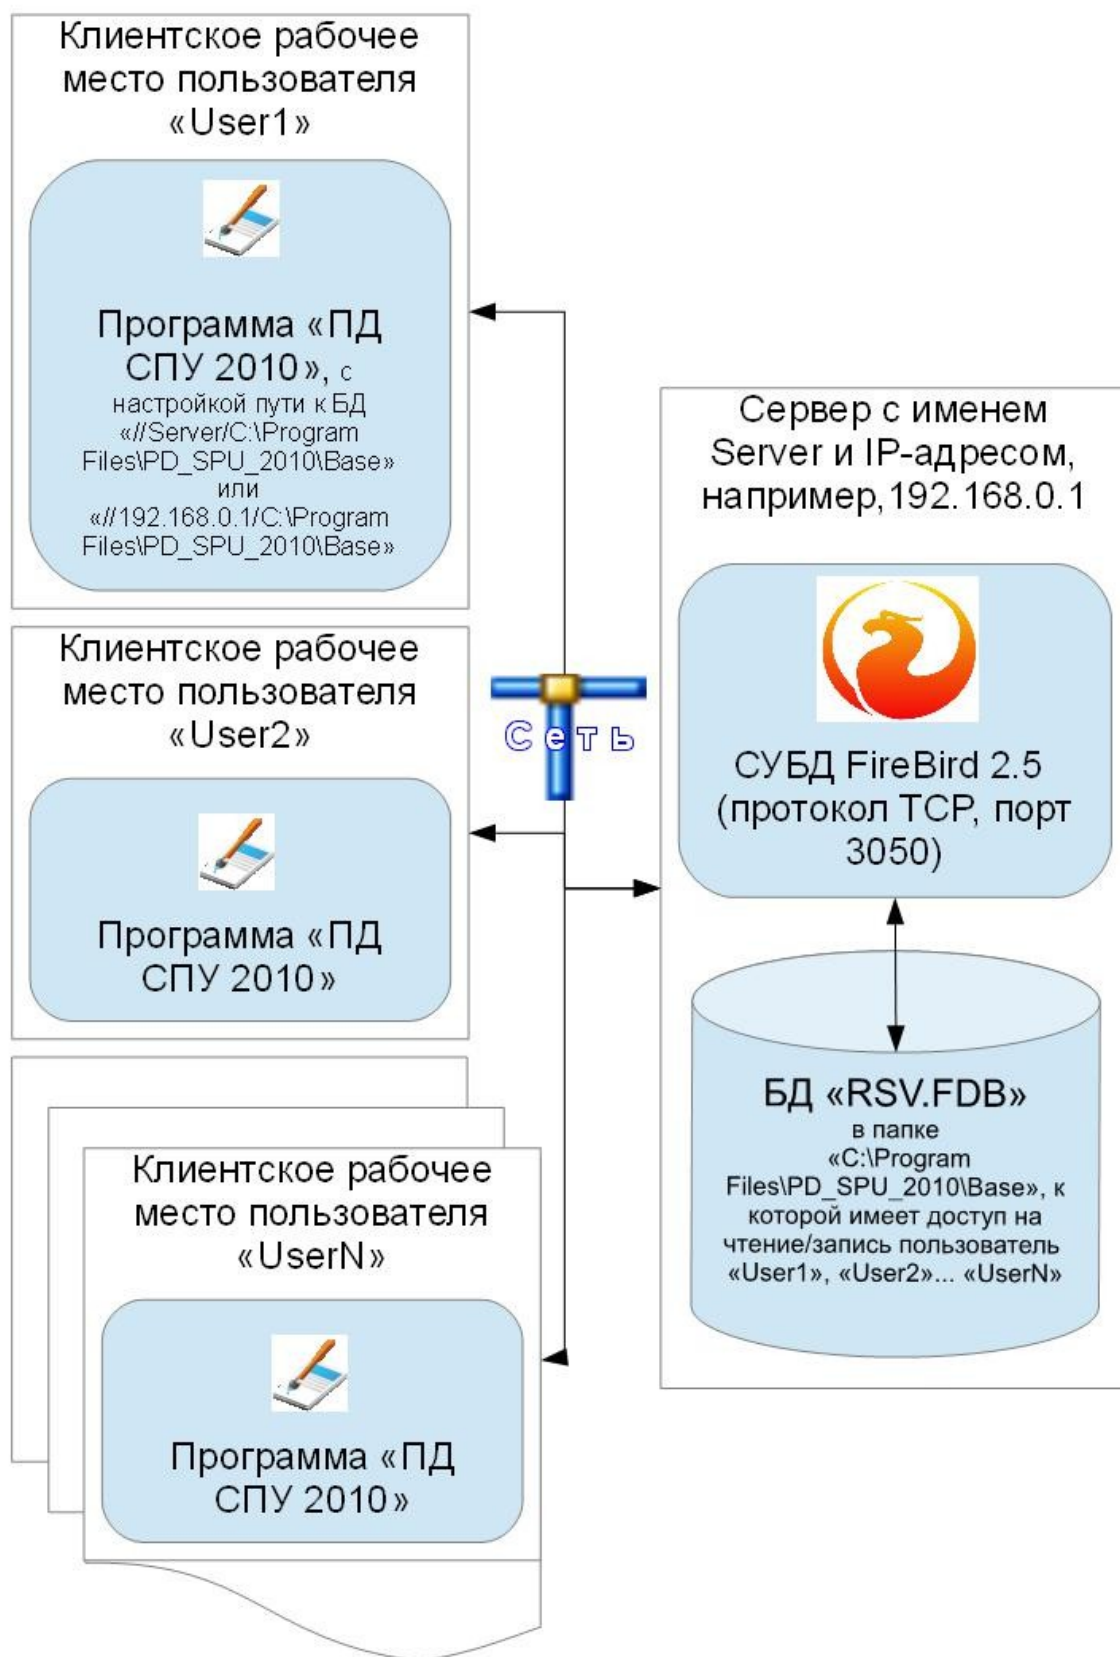 Клиентское рабочее
место пользователя
«User1»
Программа «ПД
СПУ 2010», с
настройкой пути к БД
«//Server/C:\Program
Files\PD_SPU_2010\Base»
или
«//192.168.0.1/C:\Program
Files\PD_SPU_2010\Base»
Клиентское рабочее
место пользователя
«User2»
Программа «ПД
СПУ 2010»
Клиентское рабочее
место пользователя
«UserN»
Программа «ПД
СПУ 2010»
Сеть
Сервер с именем
Server и IP-адресом,
например,192.168.0.1
СУБД FireBird 2.5
(протокол TCP, порт
3050)
БД «RSV.FDB»
в папке
«C:\Program
Files\PD_SPU_2010\Base», к
которой имеет доступ на
чтение/запись пользователь
«User1», «User2»... «UserN»